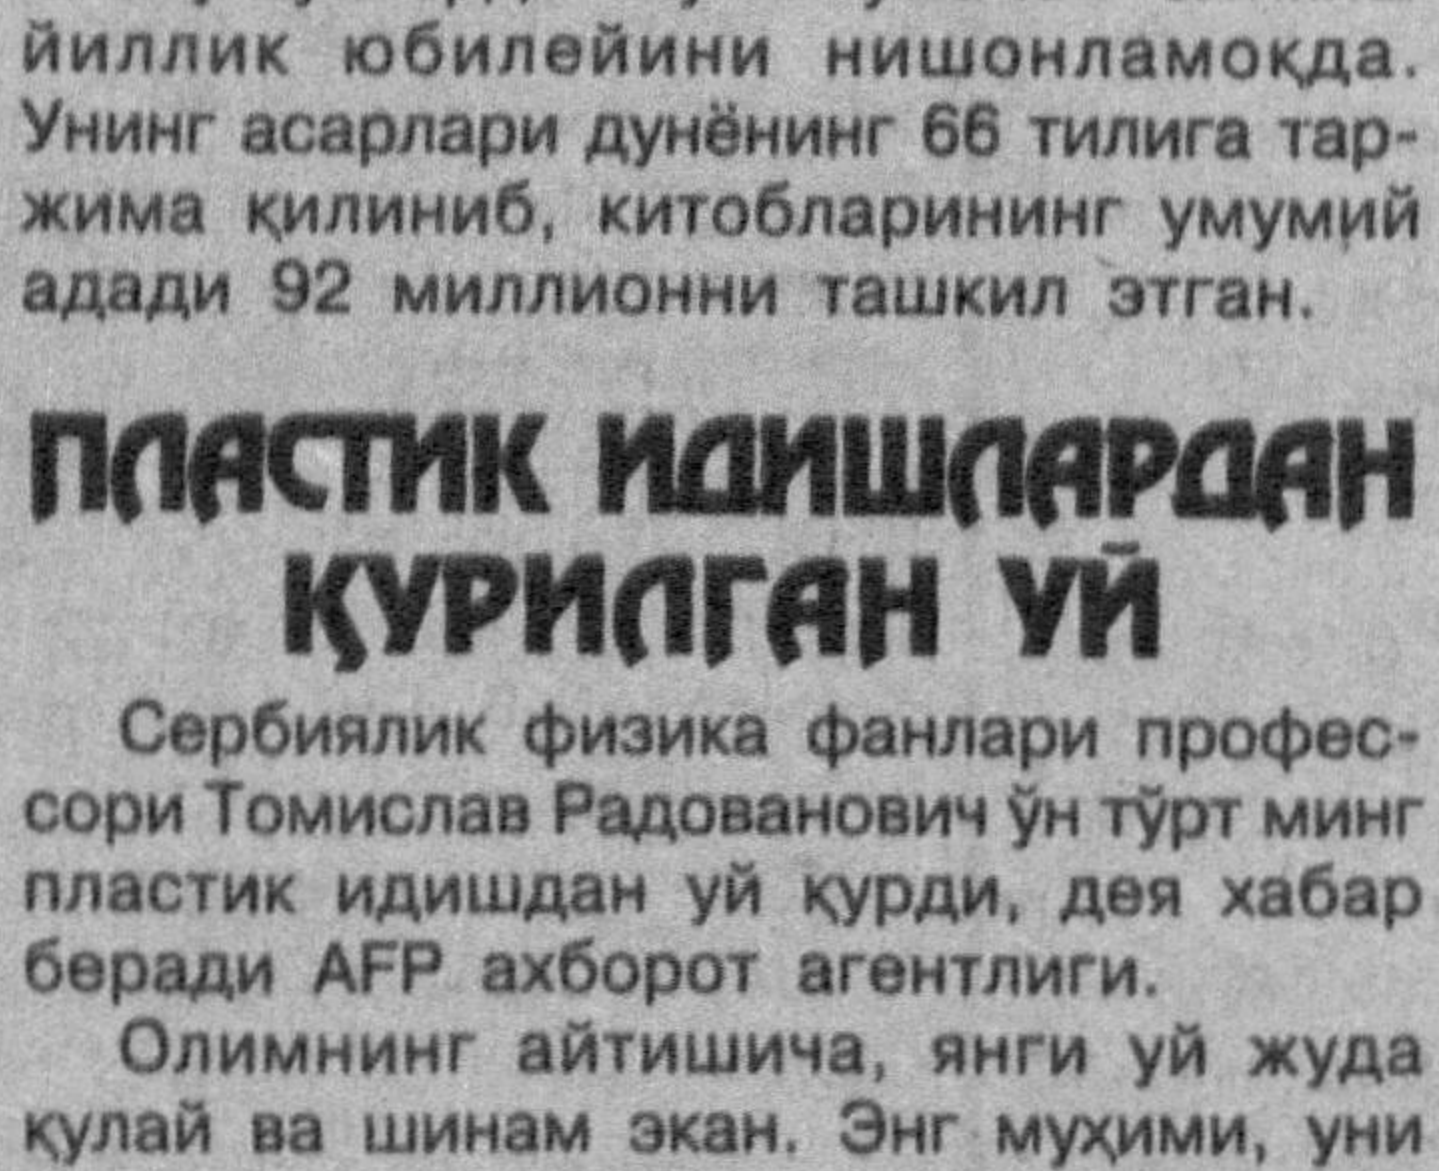 йиллик юбилейини нишонламоқда.
Унинг асарлари дунёнинг 66 тилига тар-
жима қилиниб, китобларининг умумий
адади 92 миллионни ташкил этган.
ПЛАСТИК ИДИШЛАРДАН
ҚУРИЛГАН УЙ
Сербиялик физика фанлари профес-
сори Томислав Радованович ўн тўрт минг
пластик идишдан уй қурди, дея хабар
беради AFP ахборот агентлиги.
Олимнинг айтишича, янги уй жуда
қулай ва шинам экан. Энг муҳими, уни